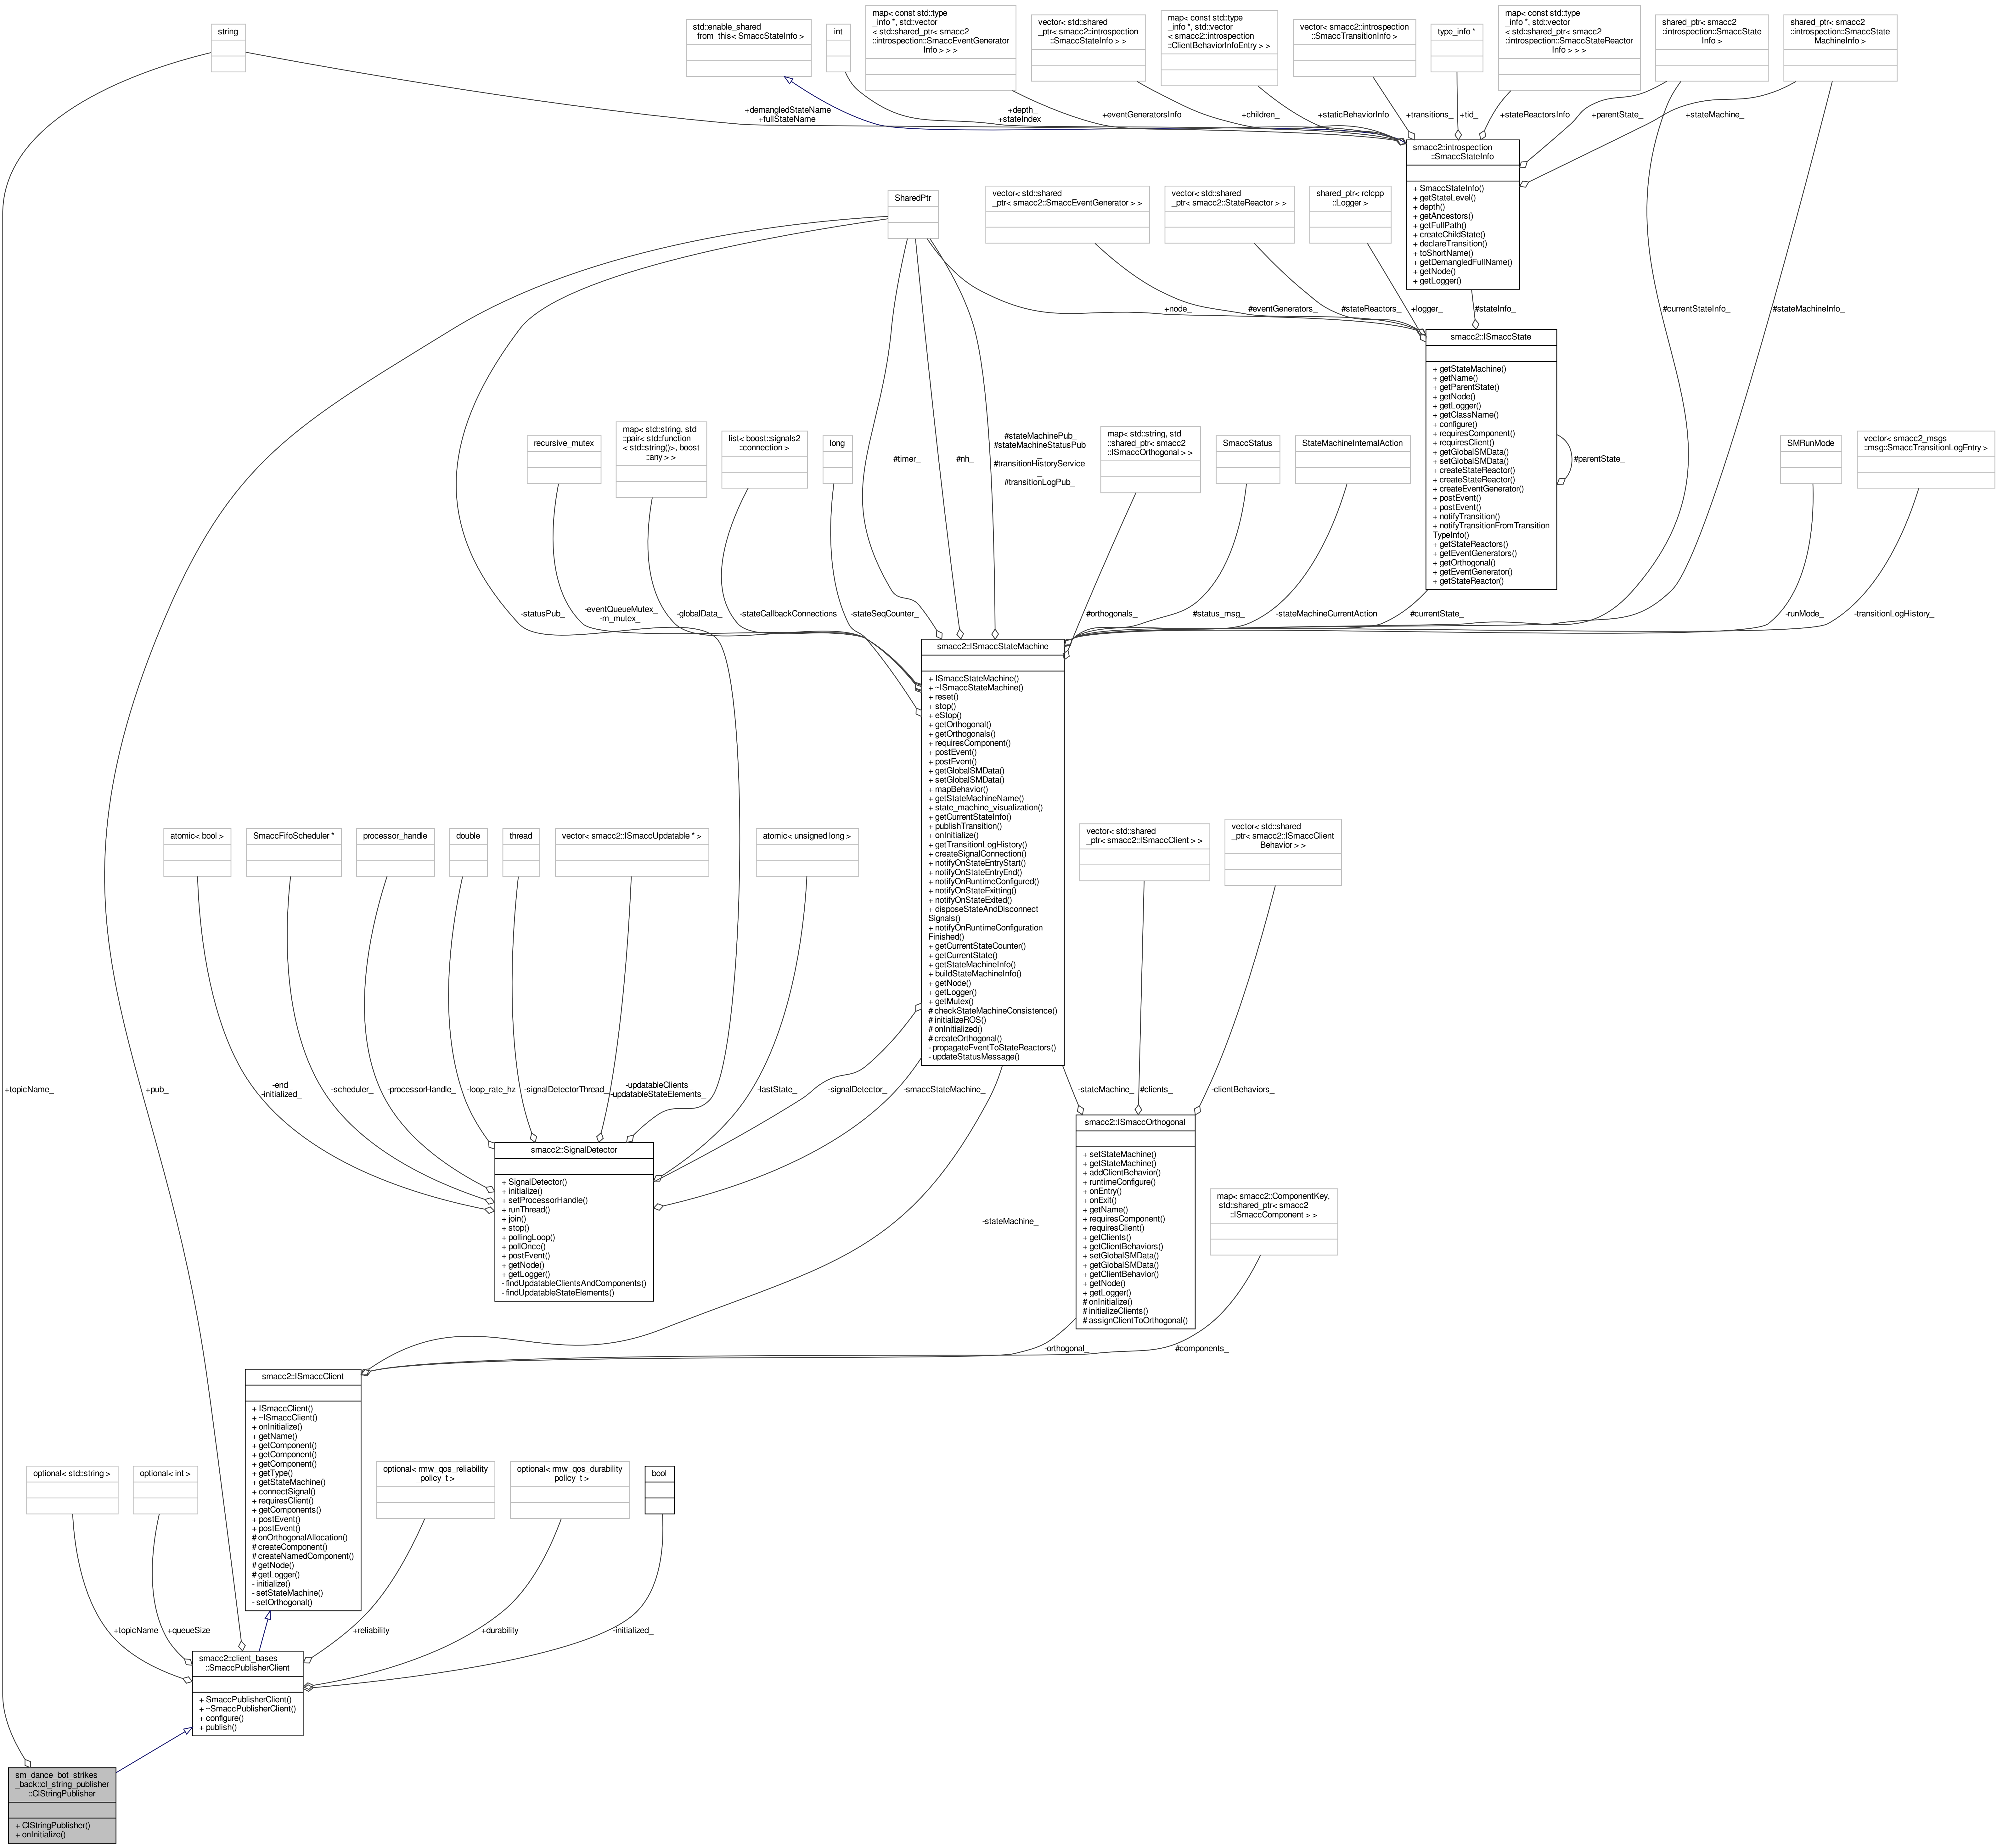 string
std::enable_shared
_from_this< SmaccStateInfo >
int
map< const std::type
_info *, std::vector
< std::shared_ptr< smacc2
::introspection::SmaccEventGenerator
Info > > >
vector< std::shared
_ptr< smacc2::introspection
::SmaccStateInfo > >
map< const std::type
_info *, std::vector
< smacc2::introspection
::ClientBehaviorInfoEntry > >
vector< smacc2::introspection
::SmaccTransitionInfo >
type_info *
map< const std::type
_info *, std::vector
< std::shared_ptr< smacc2
::introspection::SmaccStateReactor
Info > > >
shared_ptr< smacc2
::introspection::SmaccState
Info >
shared_ptr< smacc2
::introspection::SmaccState
MachineInfo >
+demangledStateName
+fullStateName
+depth_
+stateIndex_
+eventGeneratorsInfo
+children_
+staticBehaviorInfo
+transitions_
+tid_
+stateReactorsInfo
+parentState_
+stateMachine_
smacc2::introspection
::SmaccStateInfo
+ SmaccStateInfo()
+ getStateLevel()
+ depth()
+ getAncestors()
+ getFullPath()
+ createChildState()
+ declareTransition()
+ toShortName()
+ getDemangledFullName()
+ getNode()
+ getLogger()
SharedPtr
vector< std::shared
_ptr< smacc2::SmaccEventGenerator > >
vector< std::shared
_ptr< smacc2::StateReactor > >
shared_ptr< rclcpp
::Logger >
+node_
#eventGenerators_
#stateReactors_
+logger_
#stateInfo_
#currentStateInfo_
#stateMachineInfo_
smacc2::ISmaccState
+ getStateMachine()
+ getName()
+ getParentState()
+ getNode()
+ getLogger()
+ getClassName()
+ configure()
+ requiresComponent()
+ requiresClient()
+ getGlobalSMData()
+ setGlobalSMData()
+ createStateReactor()
+ createStateReactor()
+ createEventGenerator()
+ postEvent()
+ postEvent()
+ notifyTransition()
+ notifyTransitionFromTransition
TypeInfo()
+ getStateReactors()
+ getEventGenerators()
+ getOrthogonal()
+ getEventGenerator()
+ getStateReactor()
#parentState_
recursive_mutex
map< std::string, std
::pair< std::function
< std::string()>, boost
::any > >
list< boost::signals2
::connection >
long
#timer_
#nh_
#stateMachinePub_
#stateMachineStatusPub
_
#transitionHistoryService
_
#transitionLogPub_
map< std::string, std
::shared_ptr< smacc2
::ISmaccOrthogonal > >
SmaccStatus
StateMachineInternalAction
SMRunMode
vector< smacc2_msgs
::msg::SmaccTransitionLogEntry >
-statusPub_
-eventQueueMutex_
-m_mutex_
-globalData_
-stateCallbackConnections
-stateSeqCounter_
#orthogonals_
#status_msg_
-stateMachineCurrentAction
#currentState_
-runMode_
-transitionLogHistory_
smacc2::ISmaccStateMachine
+ ISmaccStateMachine()
+ ~ISmaccStateMachine()
+ reset()
+ stop()
+ eStop()
+ getOrthogonal()
+ getOrthogonals()
+ requiresComponent()
+ postEvent()
+ postEvent()
+ getGlobalSMData()
+ setGlobalSMData()
+ mapBehavior()
+ getStateMachineName()
+ state_machine_visualization()
+ getCurrentStateInfo()
+ publishTransition()
+ onInitialize()
+ getTransitionLogHistory()
+ createSignalConnection()
+ notifyOnStateEntryStart()
+ notifyOnStateEntryEnd()
+ notifyOnRuntimeConfigured()
+ notifyOnStateExitting()
+ notifyOnStateExited()
+ disposeStateAndDisconnect
Signals()
+ notifyOnRuntimeConfiguration
Finished()
+ getCurrentStateCounter()
+ getCurrentState()
+ getStateMachineInfo()
+ buildStateMachineInfo()
+ getNode()
+ getLogger()
+ getMutex()
# checkStateMachineConsistence()
# initializeROS()
# onInitialized()
# createOrthogonal()
- propagateEventToStateReactors()
- updateStatusMessage()
atomic< bool >
SmaccFifoScheduler *
processor_handle
double
thread
vector< smacc2::ISmaccUpdatable * >
atomic< unsigned long >
vector< std::shared
_ptr< smacc2::ISmaccClient > >
vector< std::shared
_ptr< smacc2::ISmaccClient
Behavior > >
+topicName_
+pub_
-end_
-initialized_
-scheduler_
-processorHandle_
-loop_rate_hz
-signalDetectorThread_
-updatableClients_
-updatableStateElements_
-lastState_
-signalDetector_
-smaccStateMachine_
-stateMachine_
#clients_
-clientBehaviors_
smacc2::SignalDetector
+ SignalDetector()
+ initialize()
+ setProcessorHandle()
+ runThread()
+ join()
+ stop()
+ pollingLoop()
+ pollOnce()
+ postEvent()
+ getNode()
+ getLogger()
- findUpdatableClientsAndComponents()
- findUpdatableStateElements()
smacc2::ISmaccOrthogonal
+ setStateMachine()
+ getStateMachine()
+ addClientBehavior()
+ runtimeConfigure()
+ onEntry()
+ onExit()
+ getName()
+ requiresComponent()
+ requiresClient()
+ getClients()
+ getClientBehaviors()
+ setGlobalSMData()
+ getGlobalSMData()
+ getClientBehavior()
+ getNode()
+ getLogger()
# onInitialize()
# initializeClients()
# assignClientToOrthogonal()
map< smacc2::ComponentKey,
std::shared_ptr< smacc2
::ISmaccComponent > >
-stateMachine_
-orthogonal_
#components_
smacc2::ISmaccClient
+ ISmaccClient()
+ ~ISmaccClient()
+ onInitialize()
+ getName()
+ getComponent()
+ getComponent()
+ getComponent()
+ getType()
+ getStateMachine()
+ connectSignal()
+ requiresClient()
+ getComponents()
+ postEvent()
+ postEvent()
# onOrthogonalAllocation()
# createComponent()
# createNamedComponent()
# getNode()
# getLogger()
- initialize()
- setStateMachine()
- setOrthogonal()
optional< std::string >
optional< int >
optional< rmw_qos_reliability
_policy_t >
optional< rmw_qos_durability
_policy_t >
bool
+topicName
+queueSize
+reliability
+durability
-initialized_
smacc2::client_bases
::SmaccPublisherClient
+ SmaccPublisherClient()
+ ~SmaccPublisherClient()
+ configure()
+ publish()
sm_dance_bot_strikes
_back::cl_string_publisher
::ClStringPublisher
+ ClStringPublisher()
+ onInitialize()